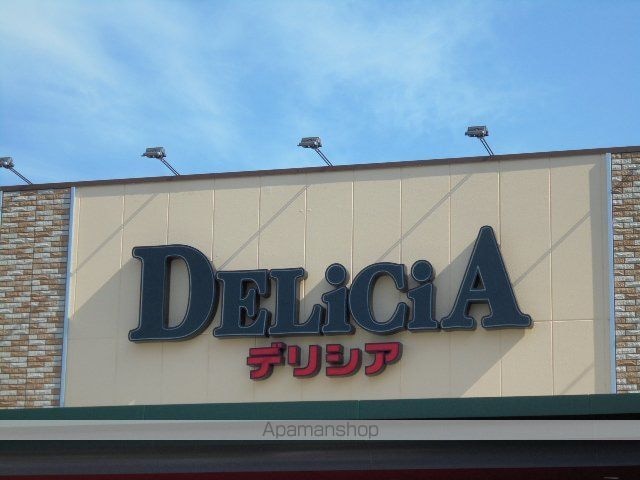 DELiCiA
デリシア
Apamanshop